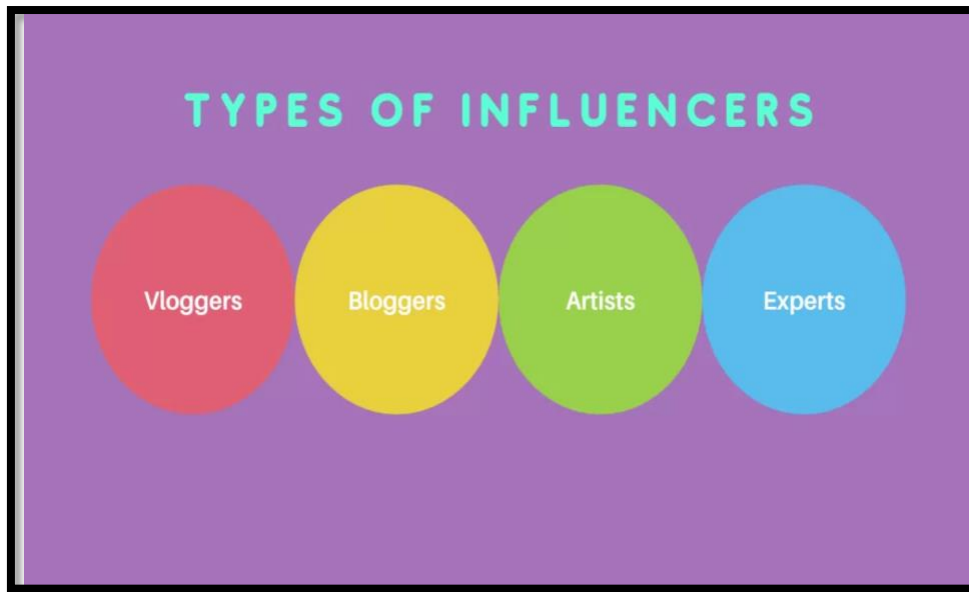 TYPES OF INFLUENCERS
Vloggers
Bloggers
Artists
Experts